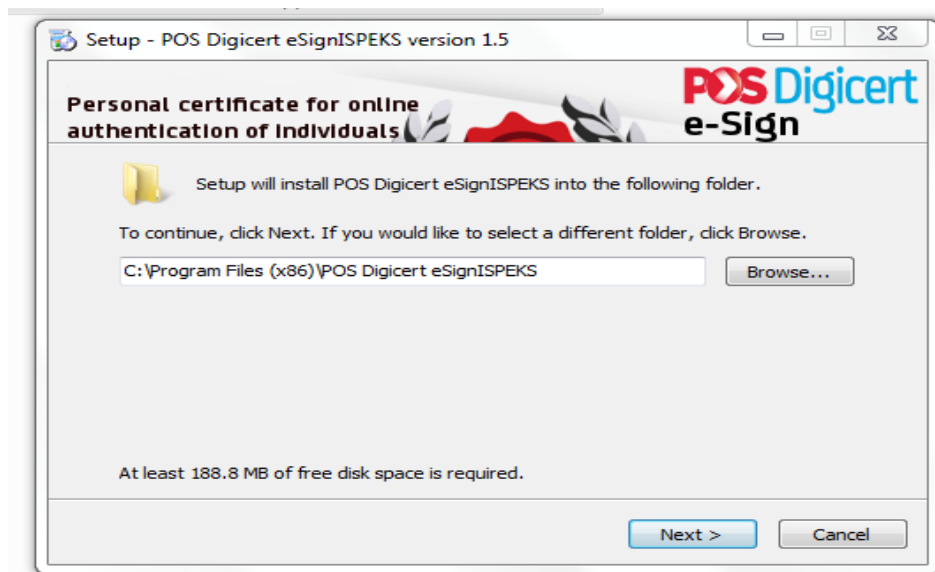 Setup - POS Digicert eSignISPEKS version 1.5
Personal certificate for online
authentication of individuals
POS Digicert
e-Sign
Setup will install POS Digicert eSignISPEKS into the following folder.
To continue, click Next. If you would like to select a different folder, click Browse.
C:\Program Files (x86)\POS Digicert eSignISPEKS
Browse...
At least 188.8 MB of free disk space is required.
Next >
Cancel